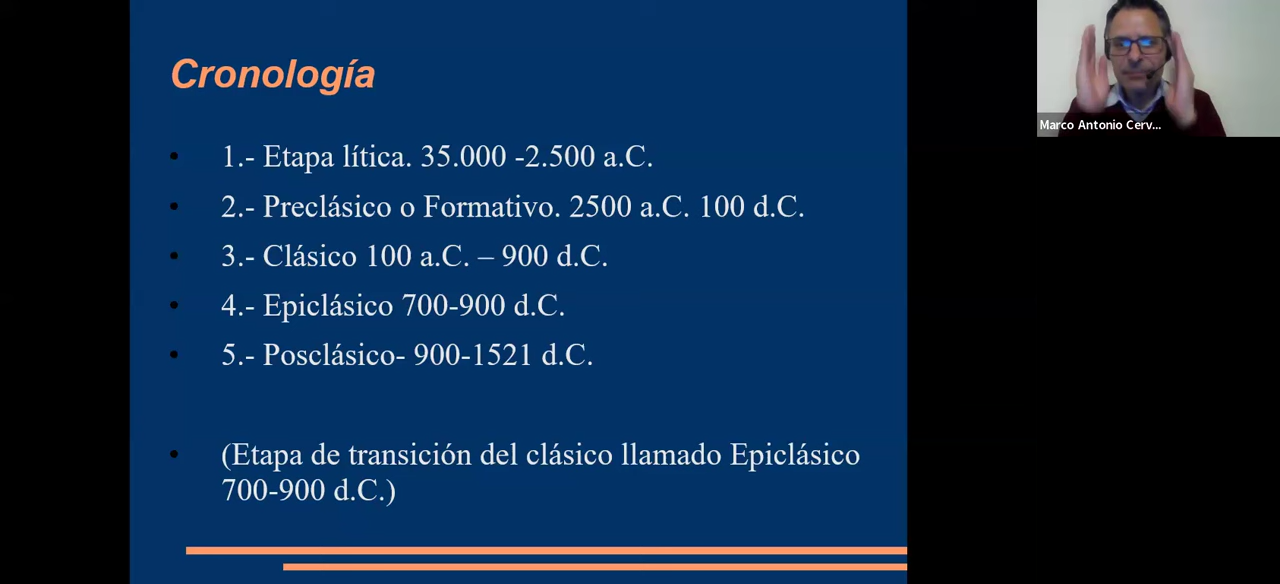 Cronología
1.- Etapa lítica. 35.000 -2.500 a.C.
2.- Preclásico o Formativo. 2500 a.C. 100 d.C.
3.- Clásico 100 a.C. – 900 d.C.
4.- Epiclásico 700-900 d.C.
5.- Posclásico- 900-1521 d.C.
(Etapa de transición del clásico llamado Epiclásico
700-900 d.C.)
Marco Antonio Cerv...